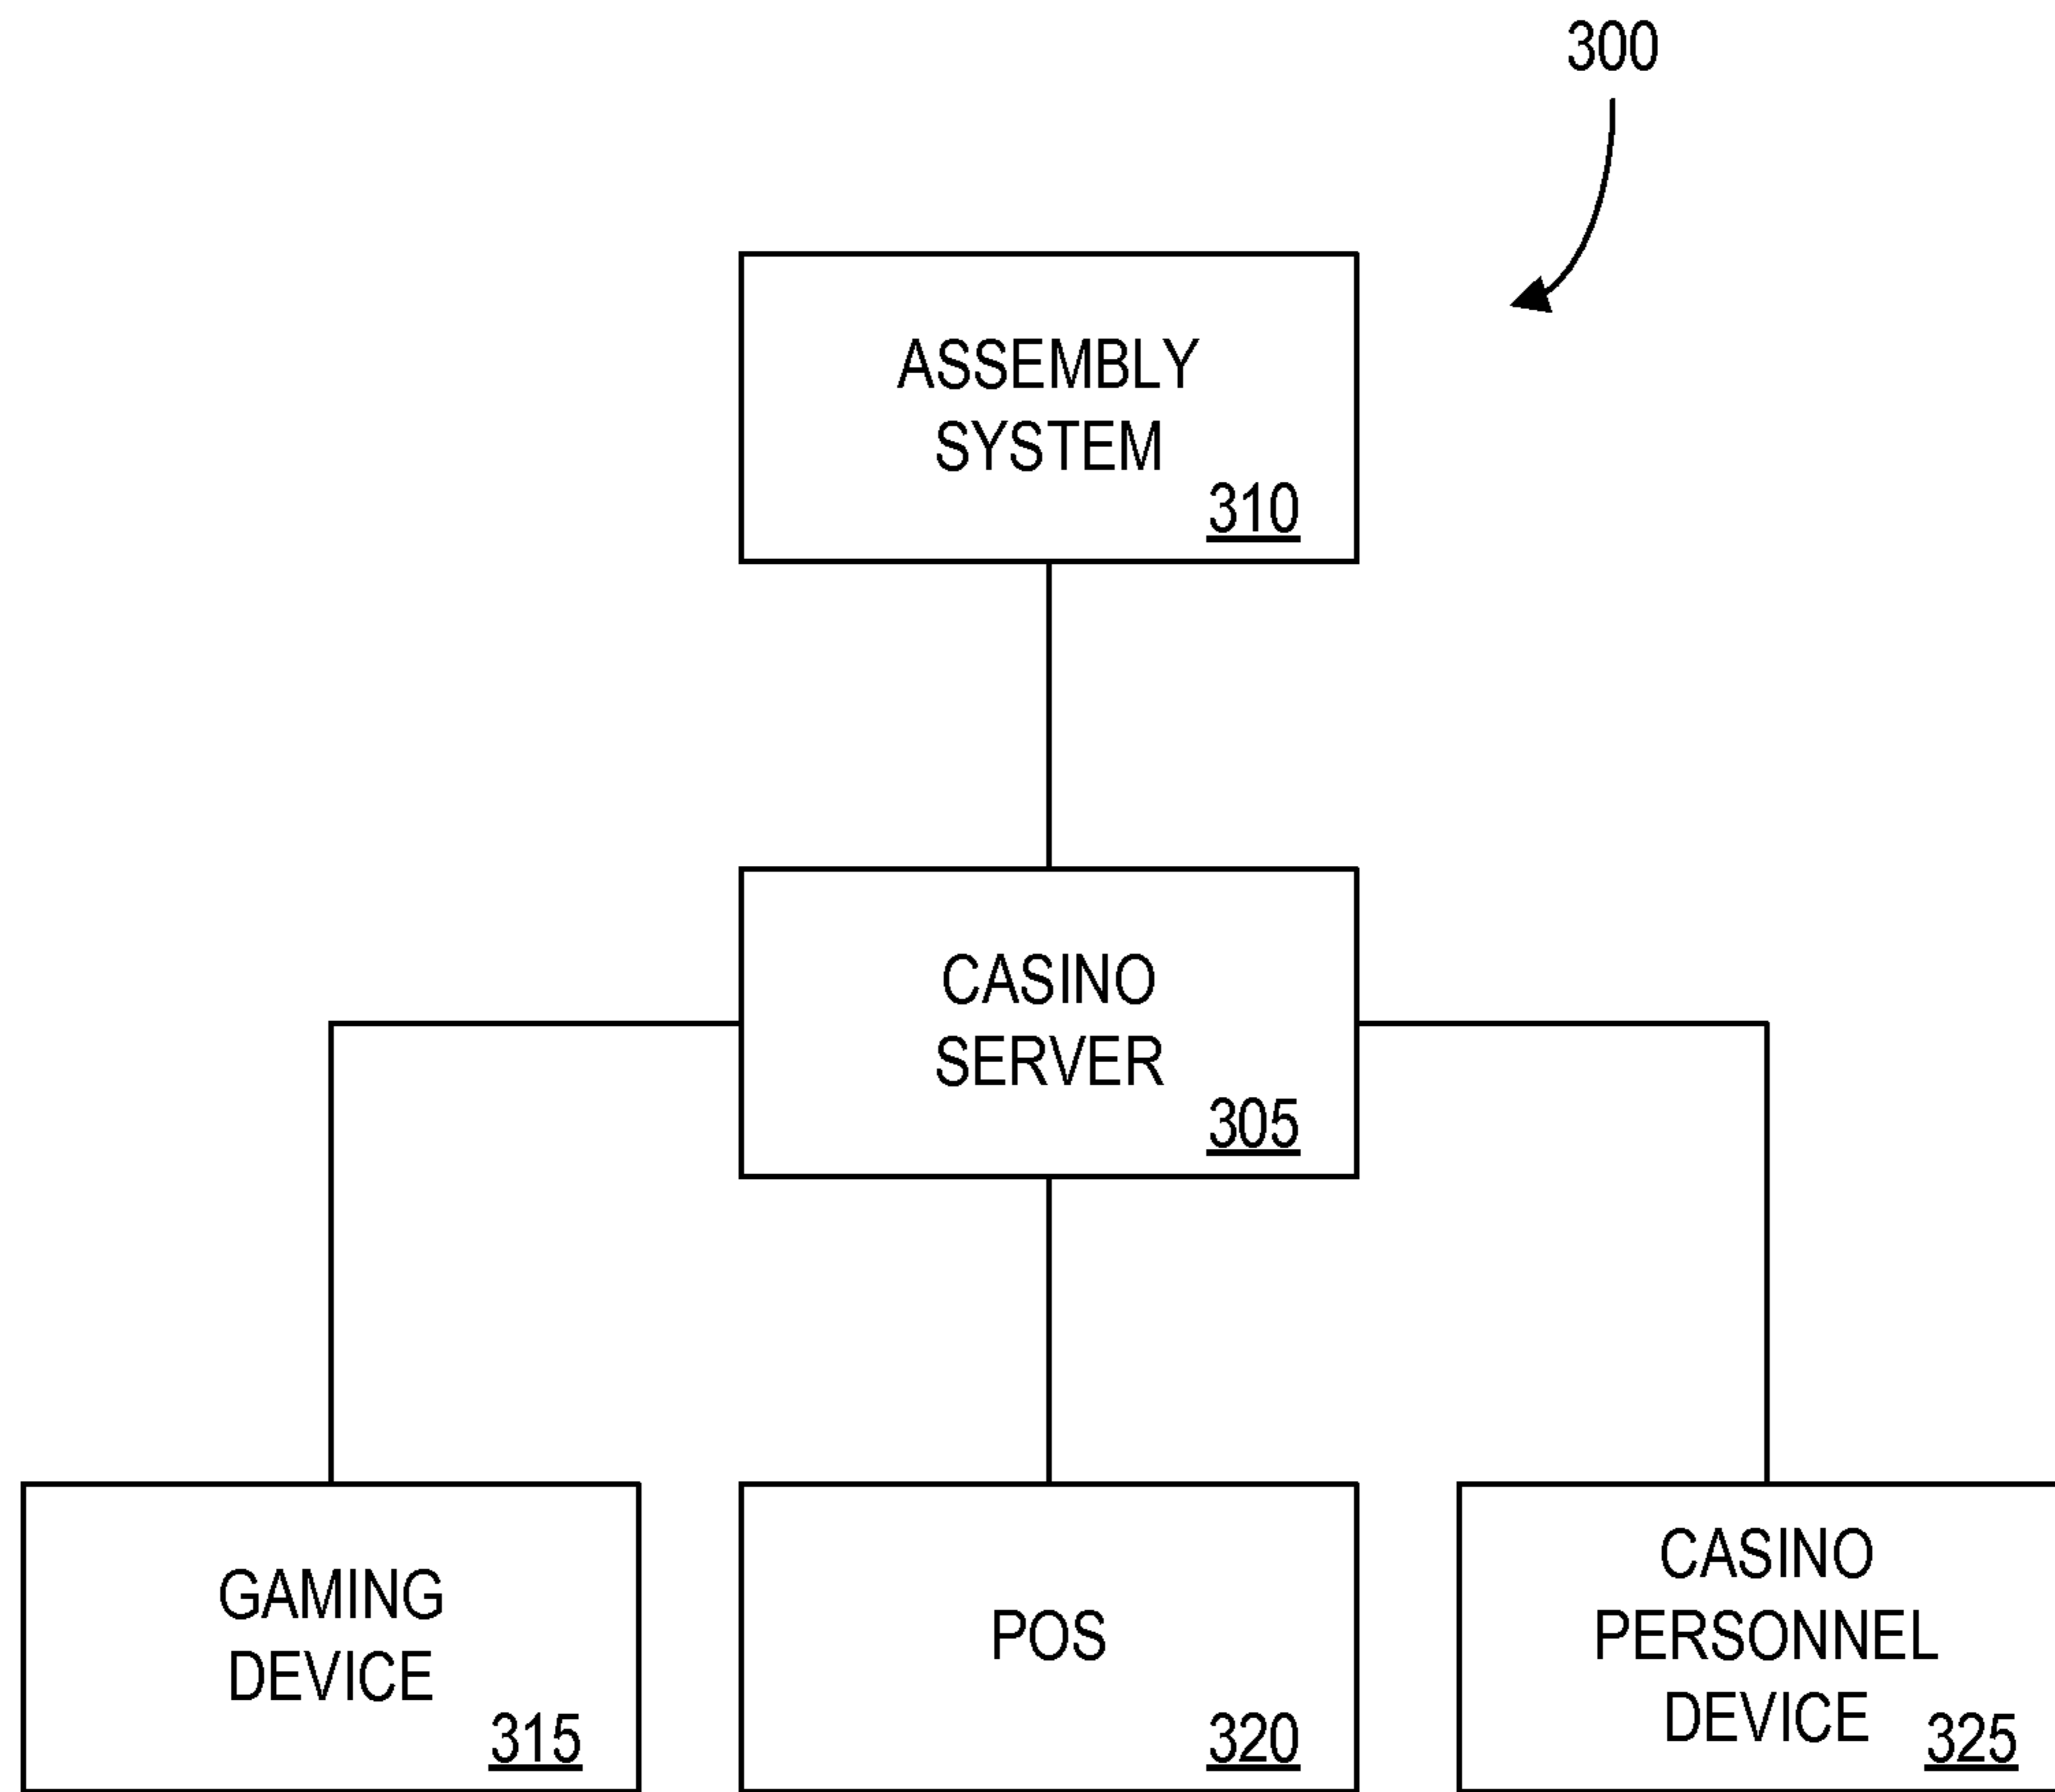 300
ASSEMBLY
SYSTEM
310
CASINO
SERVER
305
GAMING
DEVICE
315
POS
320
CASINO
PERSONNEL
DEVICE
325